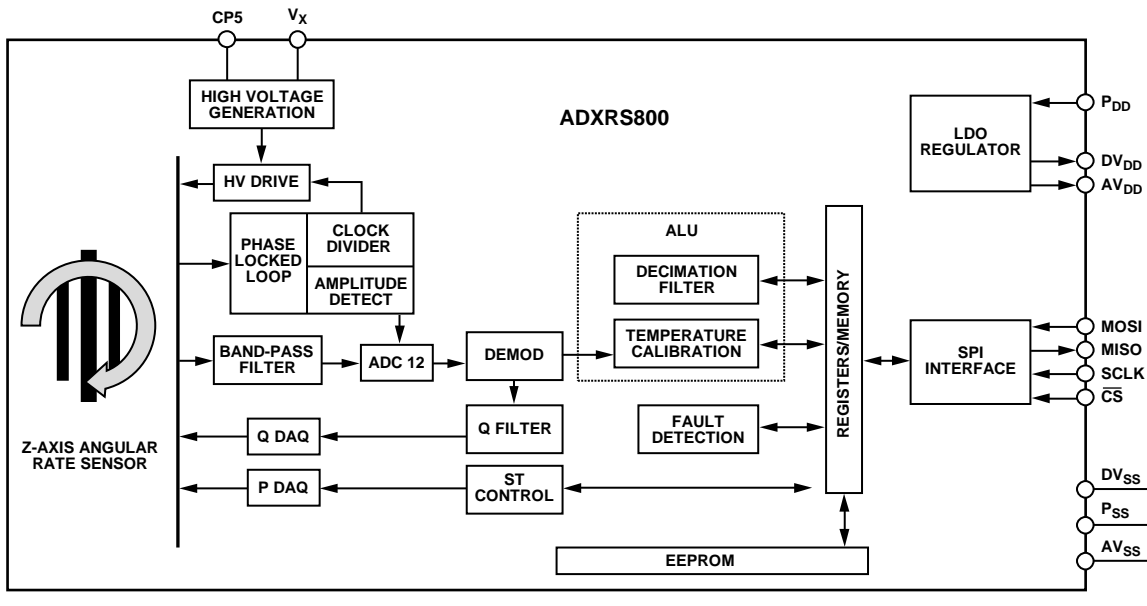 CP5
VX
HIGH VOLTAGE
GENERATION
ADXRS800
LDO
REGULATOR
PDD
DVDD
AVDD
HV DRIVE
PHASE
LOCKED
LOOP
CLOCK
DIVIDER
AMPLITUDE
DETECT
ALU
DECIMATION
FILTER
TEMPERATURE
CALIBRATION
REGISTERS/MEMORY
BAND-PASS
FILTER
ADC 12
DEMOD
SPI
INTERFACE
MOSI
MISO
SCLK
CS
Z-AXIS ANGULAR
RATE SENSOR
Q DAQ
Q FILTER
FAULT
DETECTION
P DAQ
ST
CONTROL
EEPROM
DVSS
PSS
AVSS